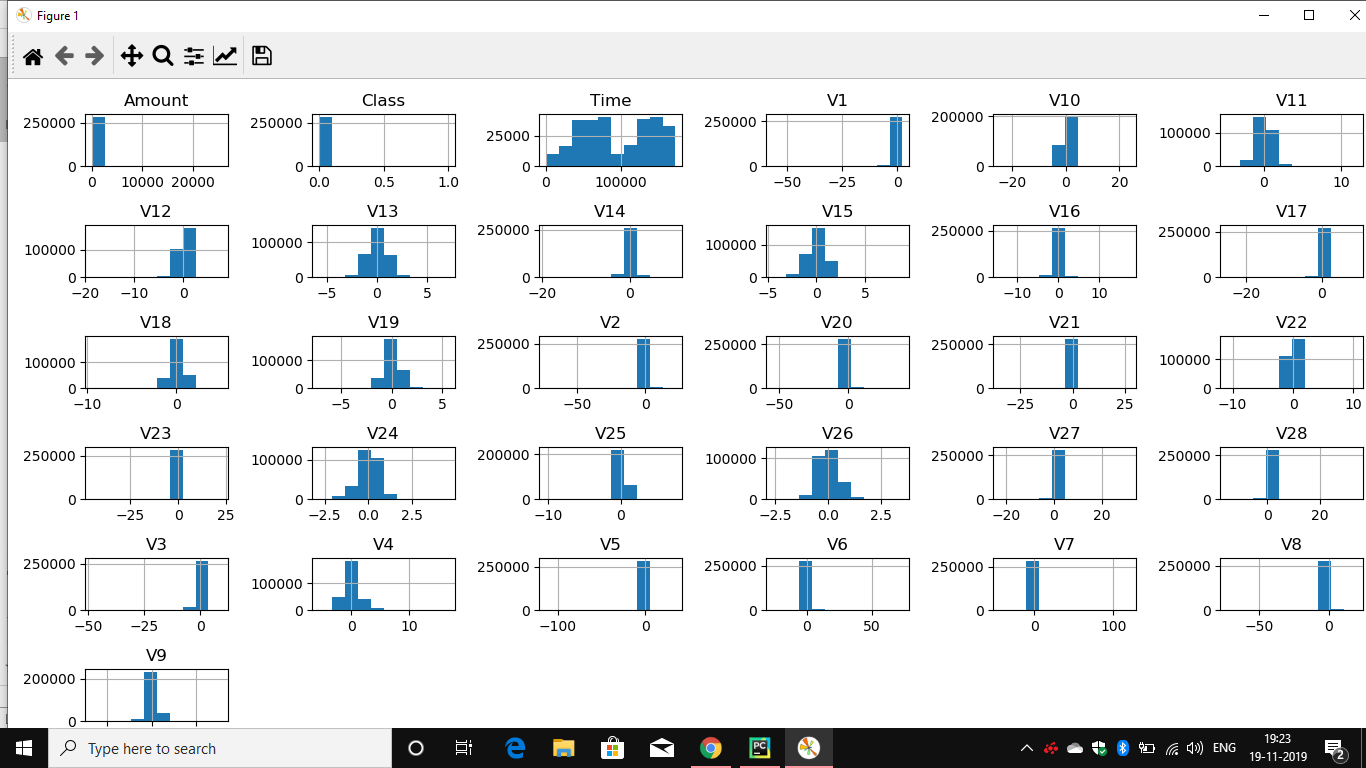 Figure 1
Amount Class Time V1 V10 V11
250000 250000 25000 250000 200000 100000
0 0 0 0 0 0
0 10000 20000 0.0 0.5 1.0 0 100000 −50 −25 0 −20 0 20 0 10
V12 V13 V14 V15 V16 V17
100000 100000 250000 100000 250000 250000
0 0 0 0 0 0
−20 −10 0 −5 0 5 −20 0 −5 0 5 −10 0 10 −20 0
V18 V19 V2 V20 V21 V22
100000 100000 250000 250000 250000 100000
0 0 0 0 0 0
−10 0 −5 0 5 −50 0 −50 0 −25 0 25 −10 0 10
V23 V24 V25 V26 V27 V28
250000 100000 200000 100000 250000 250000
0 0 0 0 0 0
−25 0 25 −2.5 0.0 2.5 −10 0 −2.5 0.0 2.5 −20 0 20 0 20
V3 V4 V5 V6 V7 V8
250000 100000 250000 250000 250000 250000
0 0 0 0 0 0
−50 −25 0 0 10 −100 0 0 50 0 100 −50 0
V9
200000
0
Type here to search PC ENG 19:23
19-11-2019 2